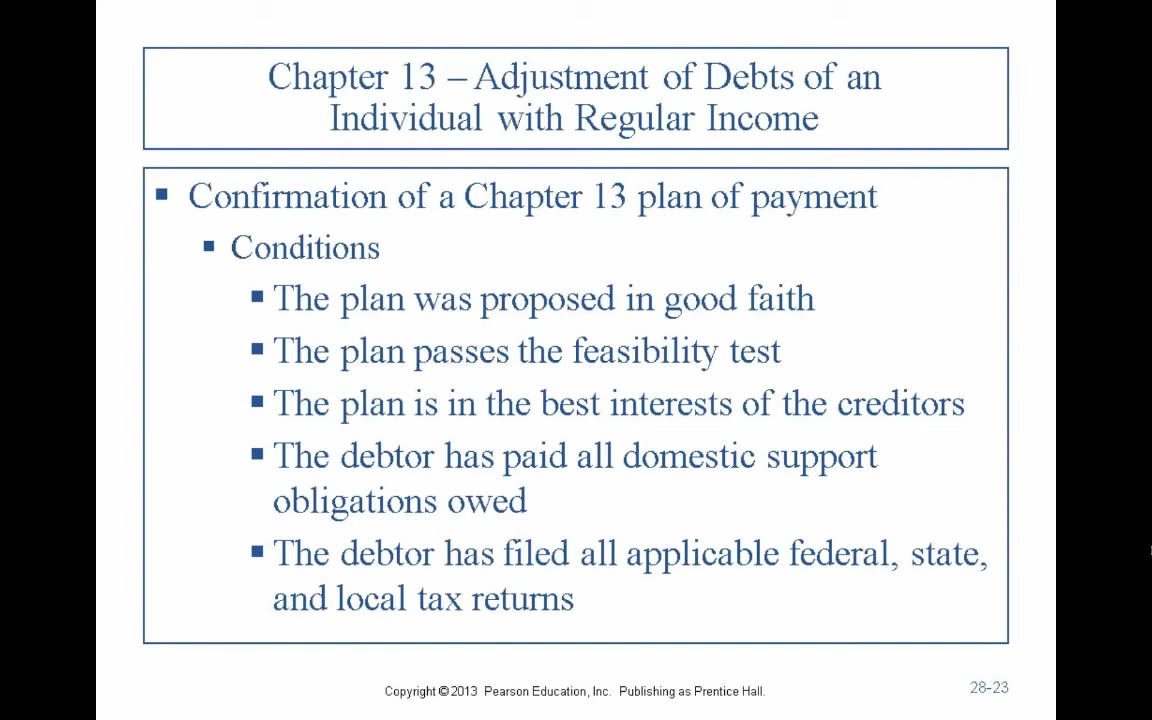 Chapter 13 – Adjustment of Debts of an
Individual with Regular Income
Confirmation of a Chapter 13 plan of payment
Conditions
The plan was proposed in good faith
The plan passes the feasibility test
The plan is in the best interests of the creditors
The debtor has paid all domestic support
obligations owed
The debtor has filed all applicable federal, state,
and local tax returns
Copyright © 2013 Pearson Education, Inc. Publishing as Prentice Hall.
28-23